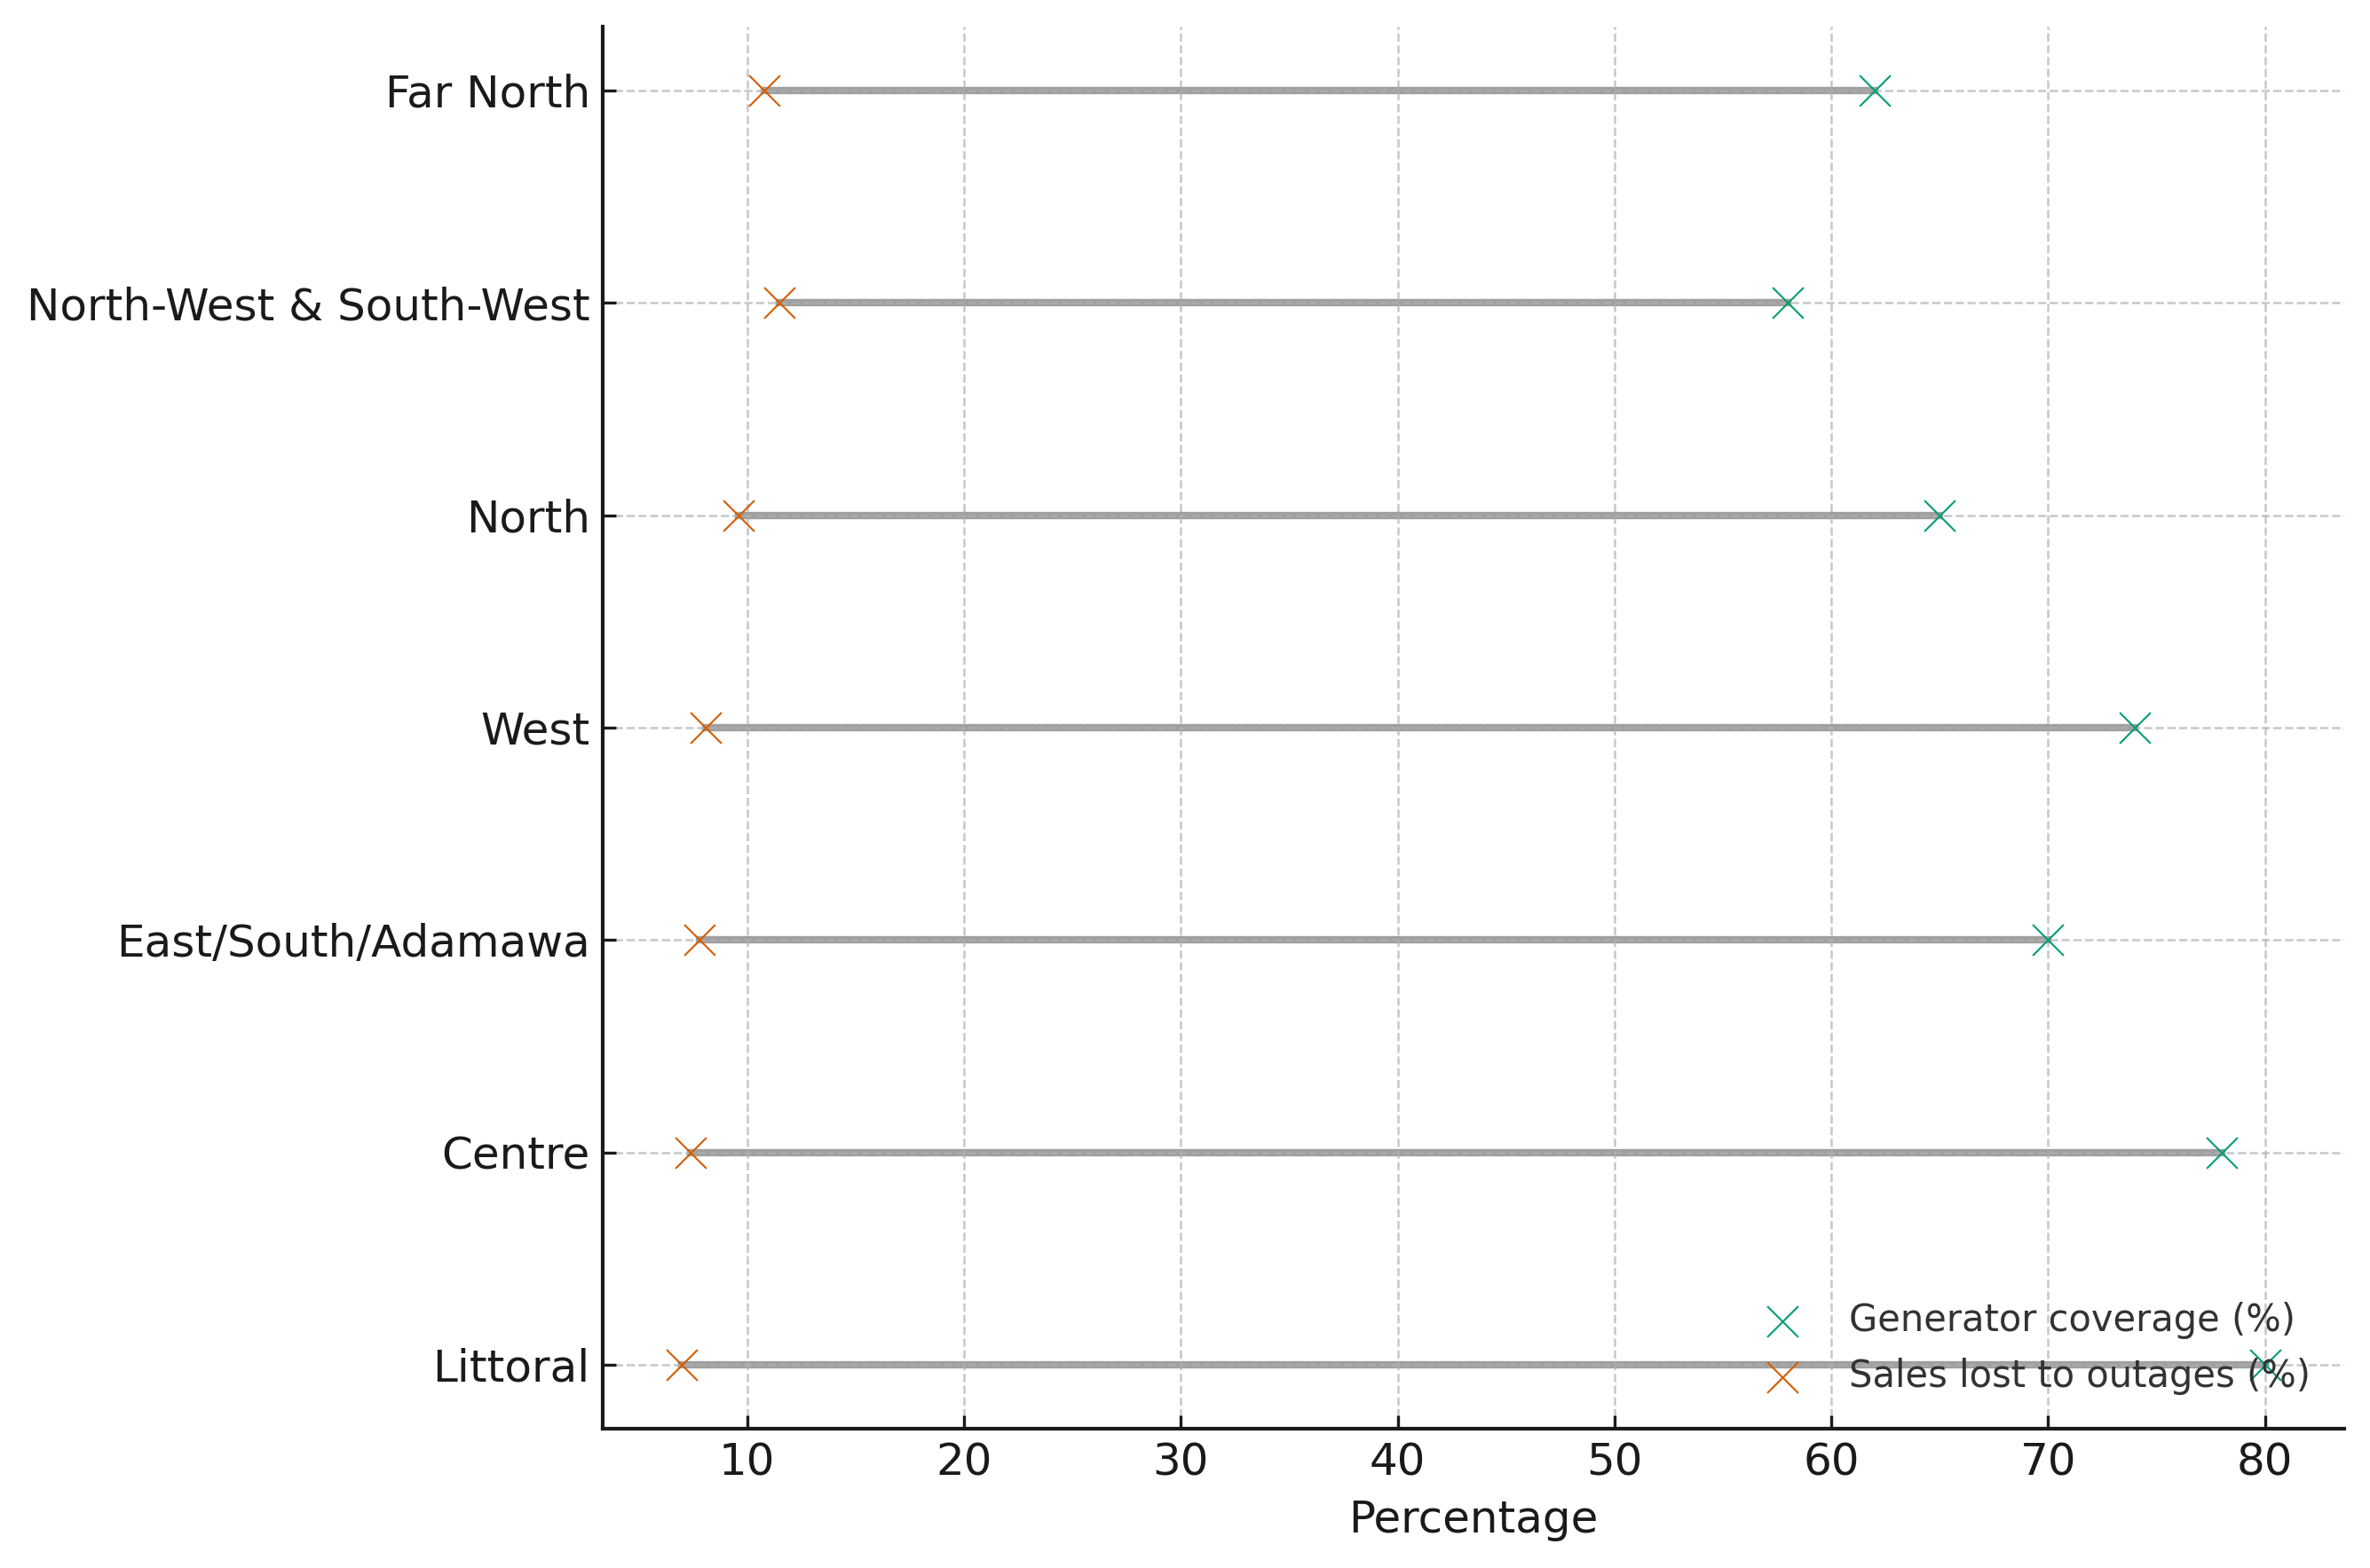 Far North
North-West & South-West
North
West
East/South/Adamawa
Centre
Littoral
Generator coverage (%)
Sales lost to outages (%)
10 20 30 40 50 60 70 80
Percentage